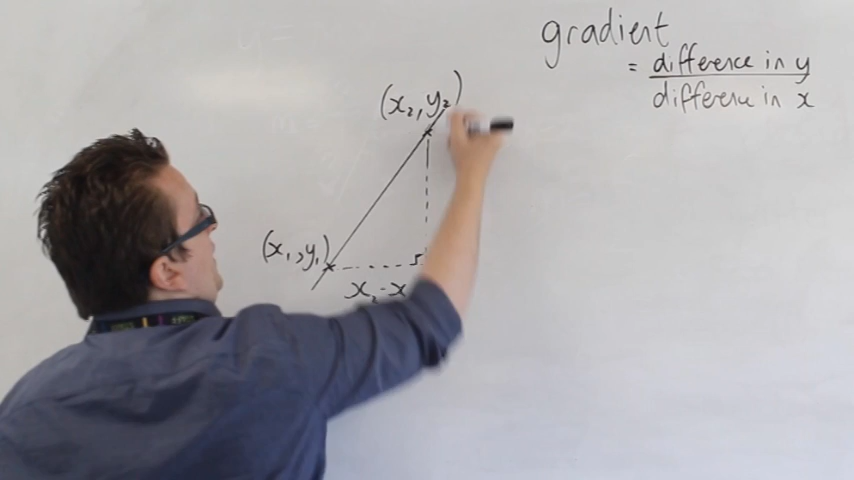 gradient
= difference in y
difference in x
(x₂, y₂)
(x₁, y₁)
x₂ - x